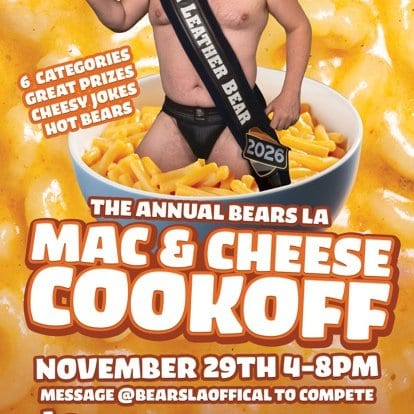 LEATHER BEAR
2026
6 CATEGORIES
GREAT PRIZES
CHEESY JOKES
HOT BEARS
THE ANNUAL BEARS LA
MAC & CHEESE
COOKOFF
NOVEMBER 29TH 4-8PM
MESSAGE @BEARSLAOFFICAL TO COMPETE